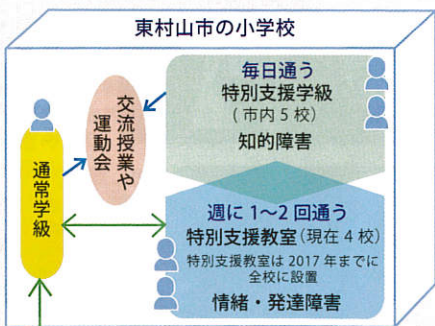 東村山市の小学校
毎日通う
特別支援学級
（市内5校）
知的障害
交流授業や
運動会
通常学級
週に1〜2回通う
特別支援教室（現在4校）
特別支援教室は2017年までに
全校に設置
情緒・発達障害